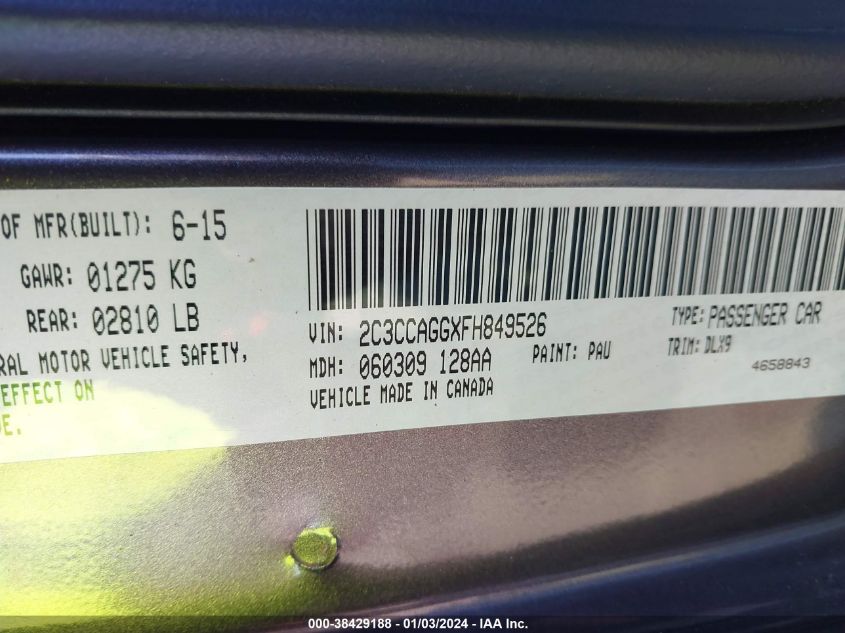 OF MFR(BUILT): 6-15
GAWR: 01275 KG
REAR: 02810 LB
RAL MOTOR VEHICLE SAFETY,
EFFECT ON
DE.
VIN: 2C3CCAGGXFH849526
TYPE: PASSENGER CAR
MDH: 060309 128AA
PAINT: PAU
TRIM: DLX9
VEHICLE MADE IN CANADA
4658843
000-38429188 - 01/03/2024 - IAA Inc.